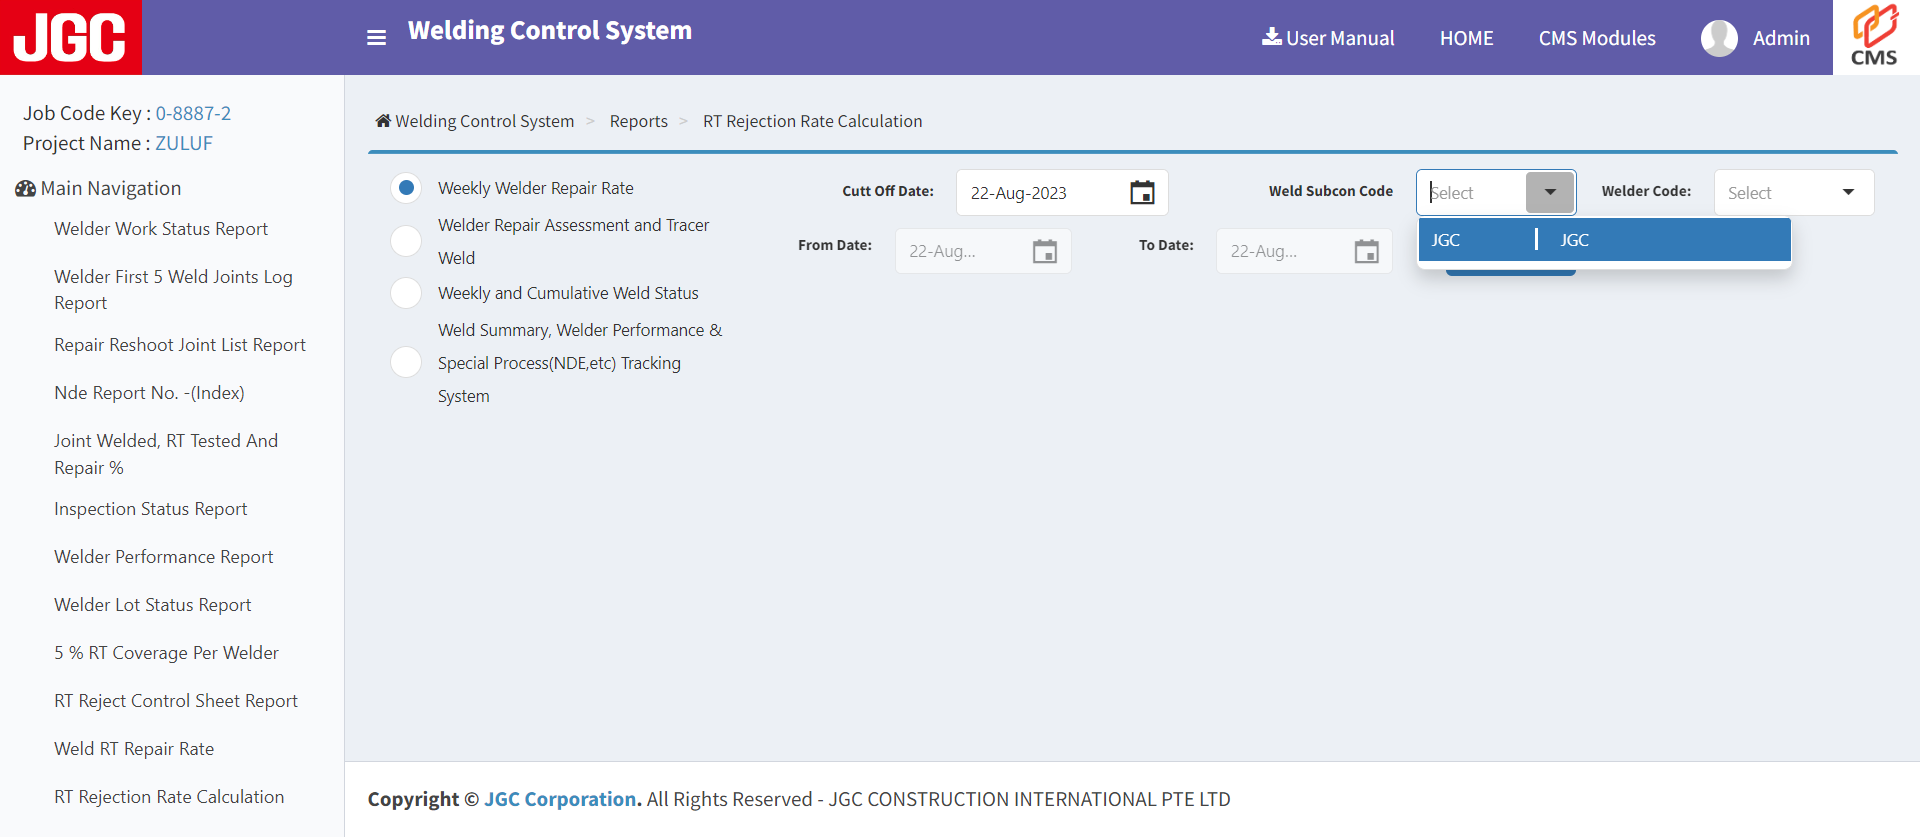 JGC
Welding Control System
User Manual
HOME
CMS Modules
Admin
CMS
Job Code Key : 0-8887-2
Project Name : ZULUF
Main Navigation
Welder Work Status Report
Welder First 5 Weld Joints Log
Report
Repair Reshoot Joint List Report
Nde Report No. -(Index)
Joint Welded, RT Tested And
Repair %
Inspection Status Report
Welder Performance Report
Welder Lot Status Report
5 % RT Coverage Per Welder
RT Reject Control Sheet Report
Weld RT Repair Rate
RT Rejection Rate Calculation
Welding Control System > Reports > RT Rejection Rate Calculation
Weekly Welder Repair Rate
Welder Repair Assessment and Tracer
Weld
Weekly and Cumulative Weld Status
Weld Summary, Welder Performance &
Special Process(NDE,etc) Tracking
System
Cutt Off Date: 22-Aug-2023
Weld Subcon Code Select
Welder Code: Select
From Date: 22-Aug...
To Date: 22-Aug...
JGC | JGC
Copyright © JGC Corporation. All Rights Reserved - JGC CONSTRUCTION INTERNATIONAL PTE LTD